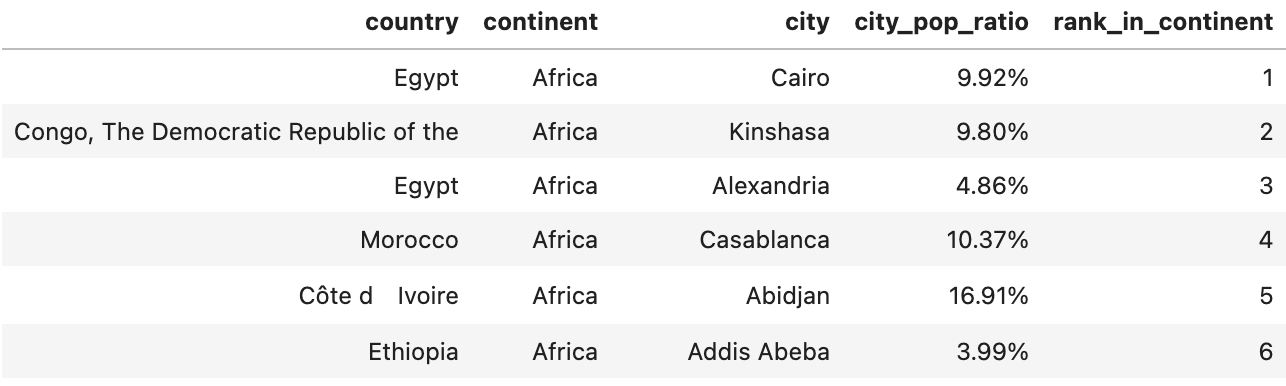 country continent city city_pop_ratio rank_in_continent
Egypt Africa Cairo 9.92% 1
Congo, The Democratic Republic of the Africa Kinshasa 9.80% 2
Egypt Africa Alexandria 4.86% 3
Morocco Africa Casablanca 10.37% 4
Côte d Ivoire Africa Abidjan 16.91% 5
Ethiopia Africa Addis Abeba 3.99% 6